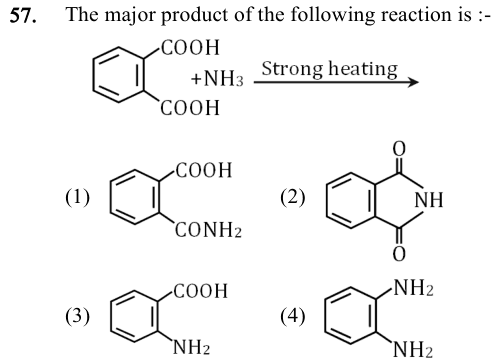 57. The major product of the following reaction is :-
COOH
+NH3 Strong heating
COOH
(1) COOH
CONH2
(2) O
NH
O
(3) COOH
NH2
(4) NH2
NH2